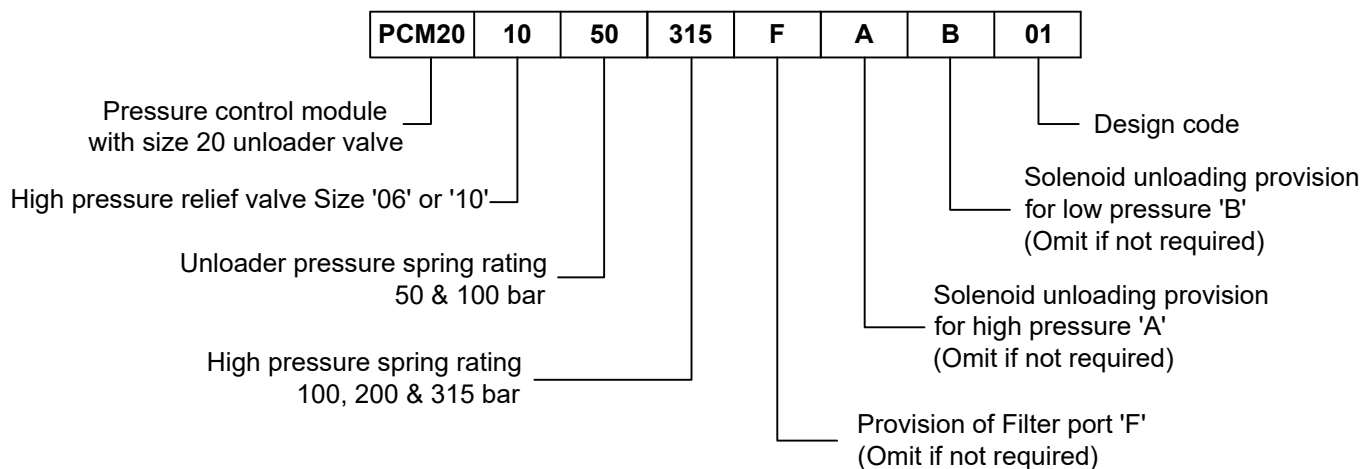 PCM20 10 50 315 F A B 01
Pressure control module
with size 20 unloader valve
High pressure relief valve Size '06' or '10'
Unloader pressure spring rating
50 & 100 bar
High pressure spring rating
100, 200 & 315 bar
Design code
Solenoid unloading provision
for low pressure 'B'
(Omit if not required)
Solenoid unloading provision
for high pressure 'A'
(Omit if not required)
Provision of Filter port 'F'
(Omit if not required)